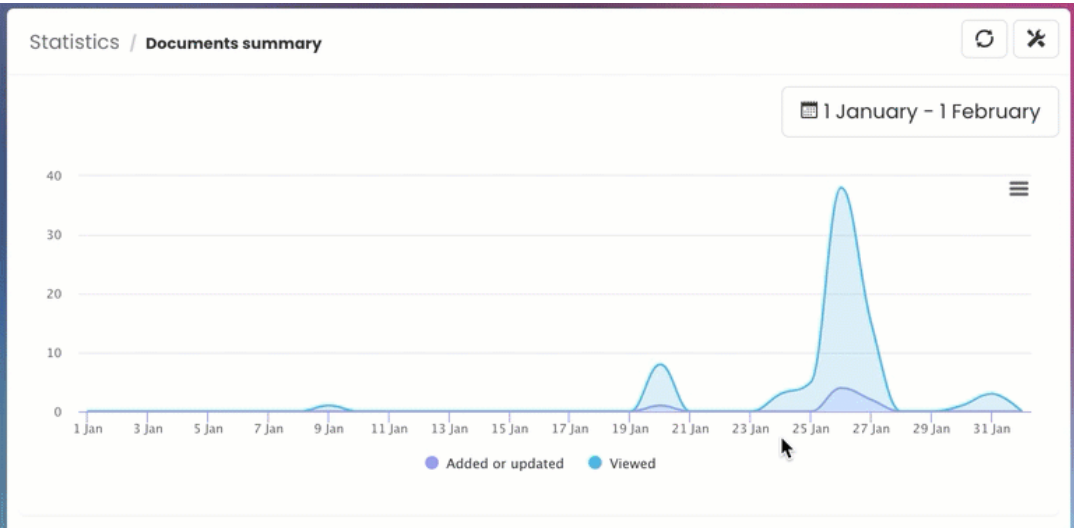 Statistics / Documents summary
1 January - 1 February
40
30
20
10
0
1 Jan 3 Jan 5 Jan 7 Jan 9 Jan 11 Jan 13 Jan 15 Jan 17 Jan 19 Jan 21 Jan 23 Jan 25 Jan 27 Jan 29 Jan 31 Jan
Added or updated Viewed